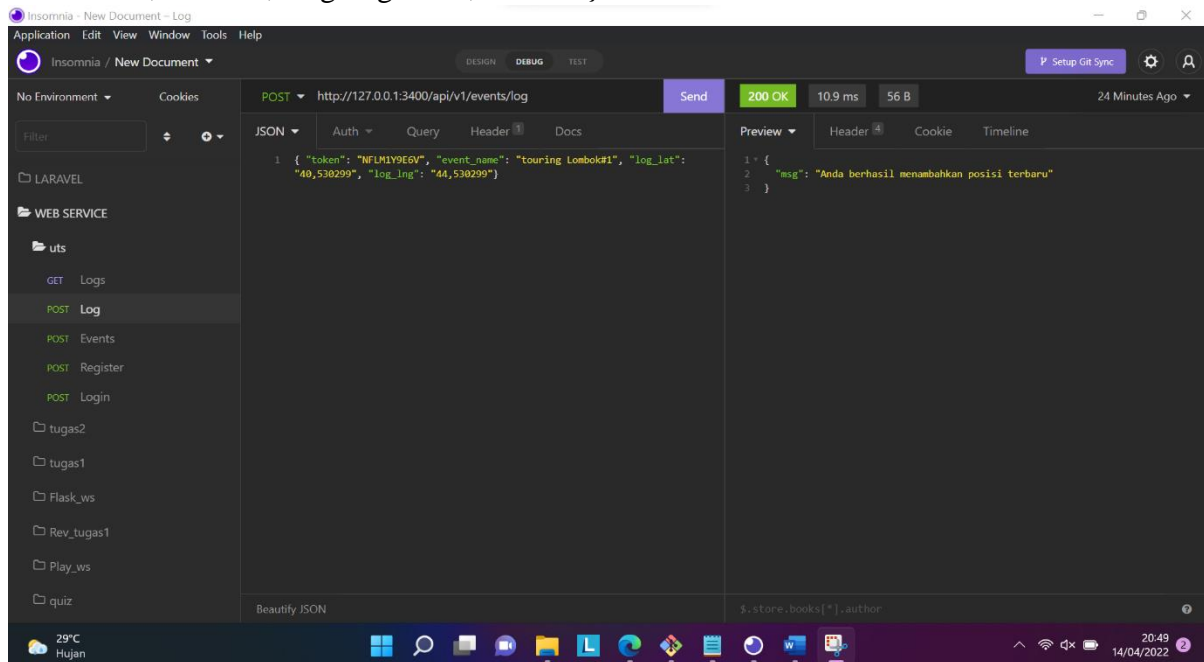 Insomnia - New Document – Log
Application Edit View Window Tools Help
Insomnia / New Document
DESIGN DEBUG TEST
Setup Git Sync
No Environment Cookies
POST http://127.0.0.1:3400/api/v1/events/log Send
200 OK 10.9 ms 56 B 24 Minutes Ago
Filter
JSON Auth Query Header 1 Docs
Preview Header 4 Cookie Timeline
1 { "token": "NFLM1Y9E6V", "event_name": "touring Lombok#1", "log_lat":
"40,530299", "log_lng": "44,530299"}
1 {
2 "msg": "Anda berhasil menambahkan posisi terbaru"
3 }
LARAVEL
WEB SERVICE
uts
GET Logs
POST Log
POST Events
POST Register
POST Login
tugas2
tugas1
Flask_ws
Rev_tugas1
Play_ws
quiz
Beautify JSON
$.store.books[*].author
29°C
Hujan
L
W
20:49
14/04/2022
2